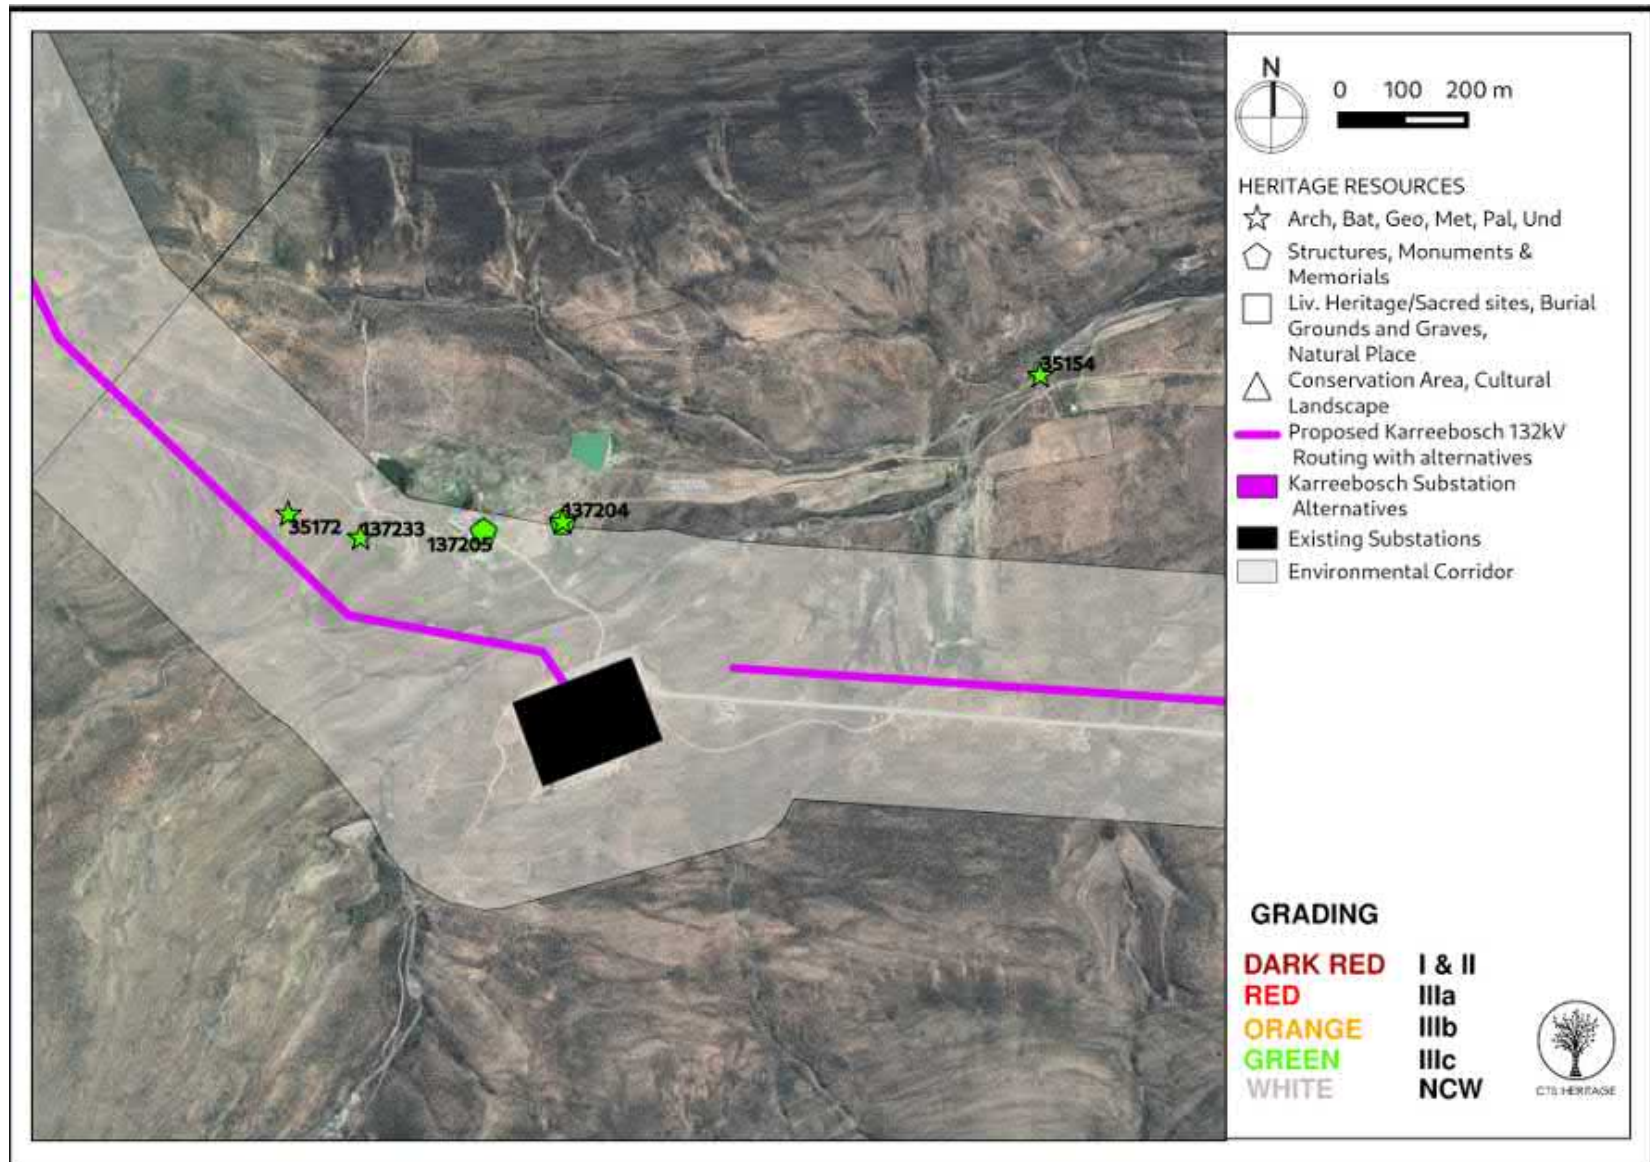 N
0 100 200 m
HERITAGE RESOURCES
Arch, Bat, Geo, Met, Pal, Und
Structures, Monuments &
Memorials
Liv. Heritage/Sacred sites, Burial
Grounds and Graves,
Natural Place
Conservation Area, Cultural
Landscape
Proposed Karreebosch 132kV
Routing with alternatives
Karreebosch Substation
Alternatives
Existing Substations
Environmental Corridor
35154
137204
35172
137233
137205
GRADING
DARK RED I & II
RED IIIa
ORANGE IIIb
GREEN IIIc
WHITE NCW
CTS HERITAGE